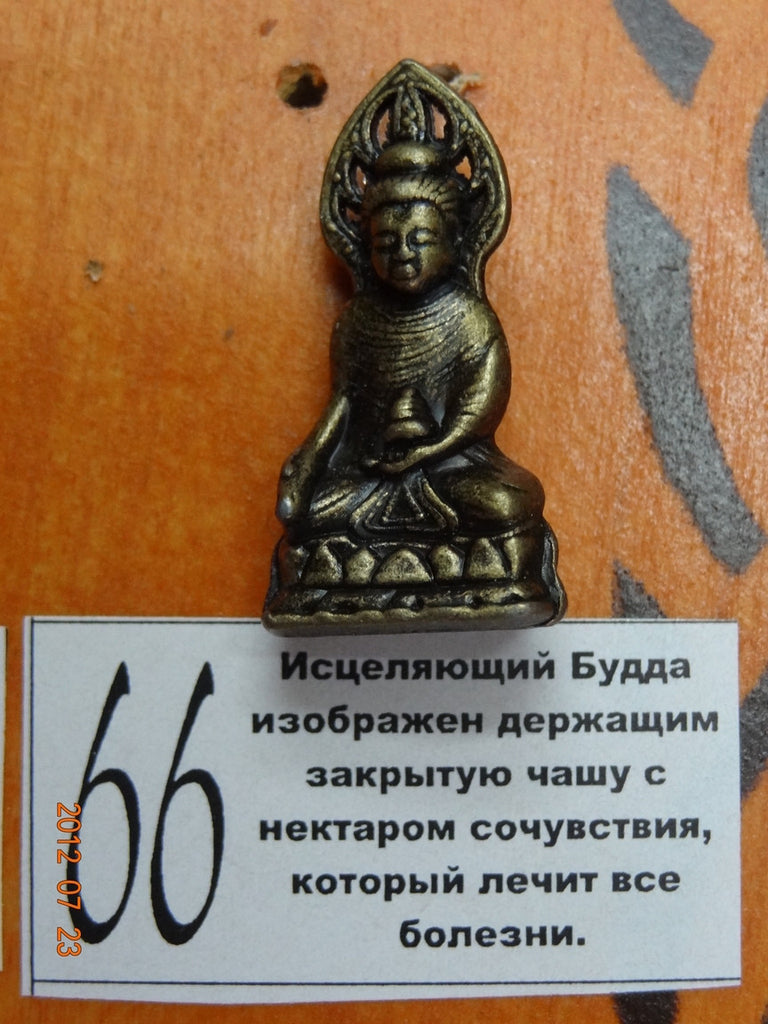 66
Исцеляющий Будда
изображен держащим
закрытую чашу с
нектаром сочувствия,
который лечит все
болезни.
2012 07 23